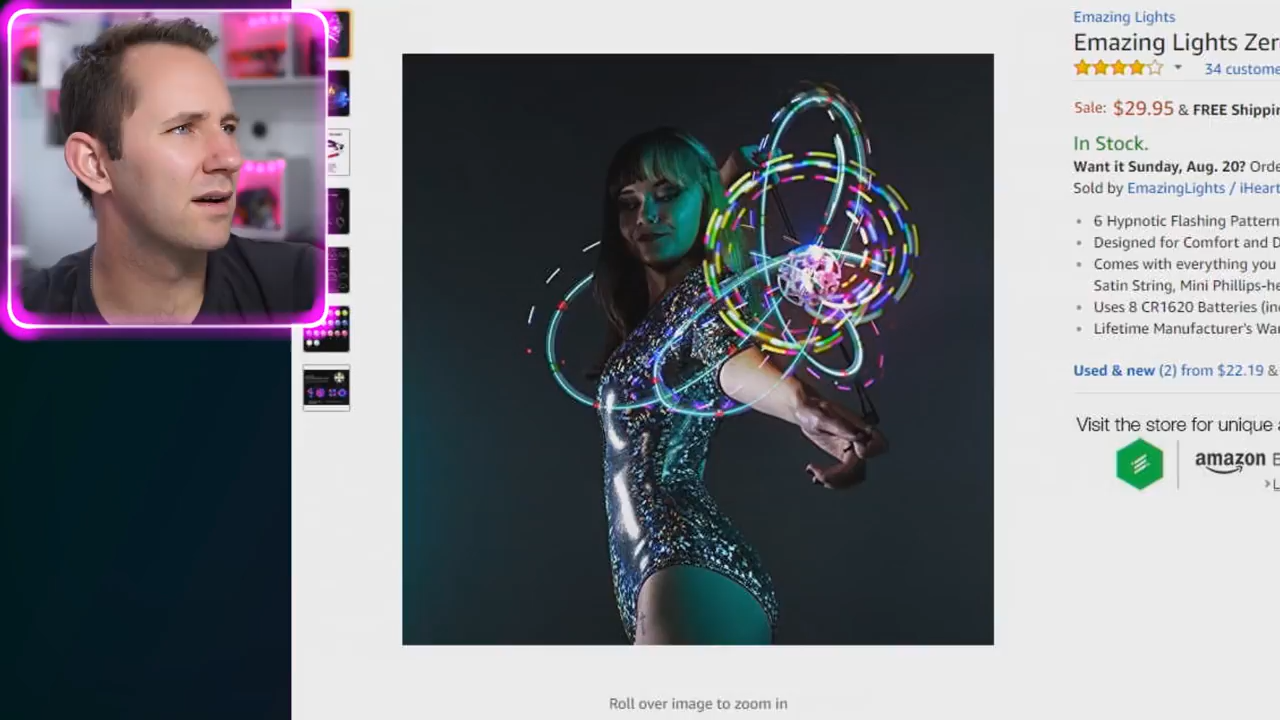 Emazing Lights
Emazing Lights Zer
34 custome
Sale: $29.95 & FREE Shippin
In Stock.
Want it Sunday, Aug. 20? Orde
Sold by EmazingLights / iHeart
6 Hypnotic Flashing Pattern
Designed for Comfort and D
Comes with everything you
Satin String, Mini Phillips-he
Uses 8 CR1620 Batteries (in
Lifetime Manufacturer's Wa
Used & new (2) from $22.19 &
Visit the store for unique a
amazon E
Roll over image to zoom in